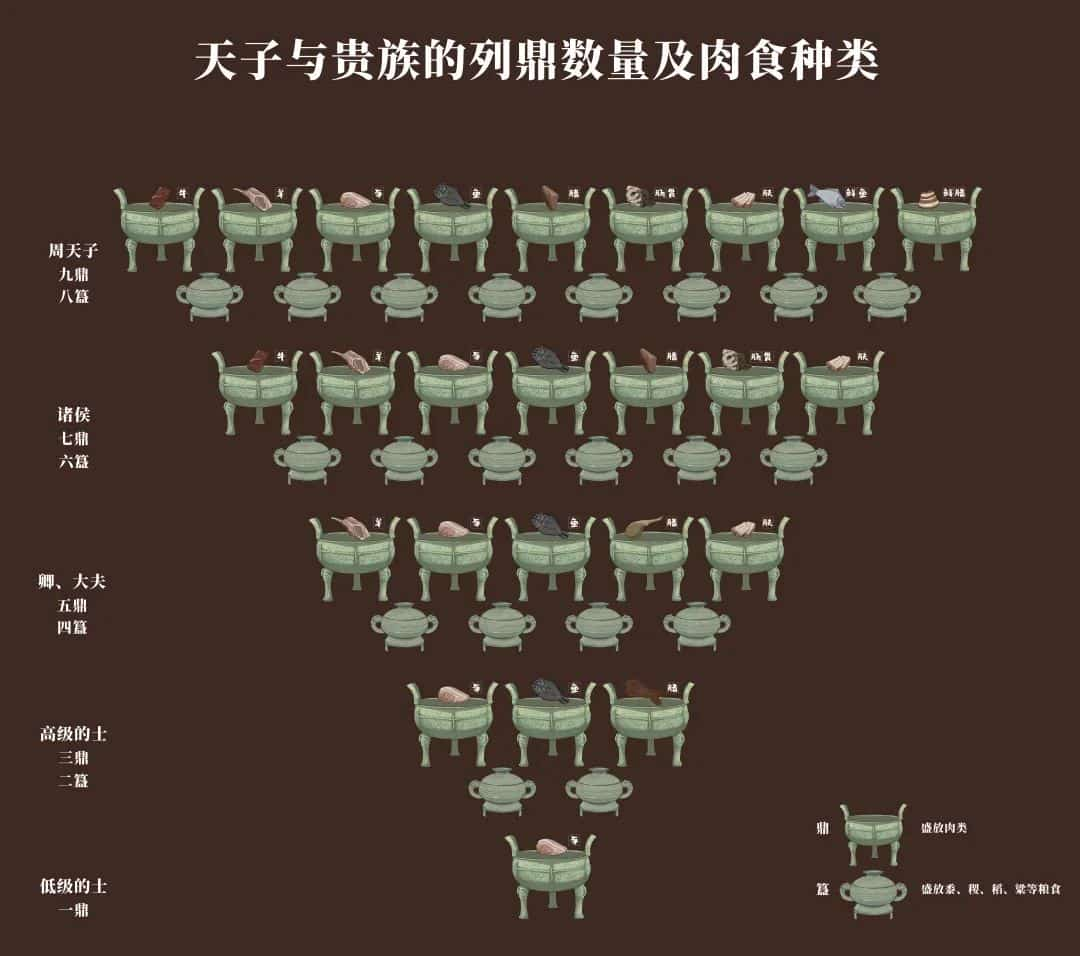 天子与贵族的列鼎数量及肉食种类
牛 羊 豕 鱼 腊 肠胃 肤 鲜鱼 鲜腊
周天子
九鼎
八簋
牛 羊 豕 鱼 腊 肠胃 肤
诸侯
七鼎
六簋
羊 豕 鱼 腊 肤
卿、大夫
五鼎
四簋
豕 鱼 腊
高级的士
三鼎
二簋
豕
低级的士
一鼎
鼎 盛放肉类
簋 盛放黍、稷、稻、粱等粮食